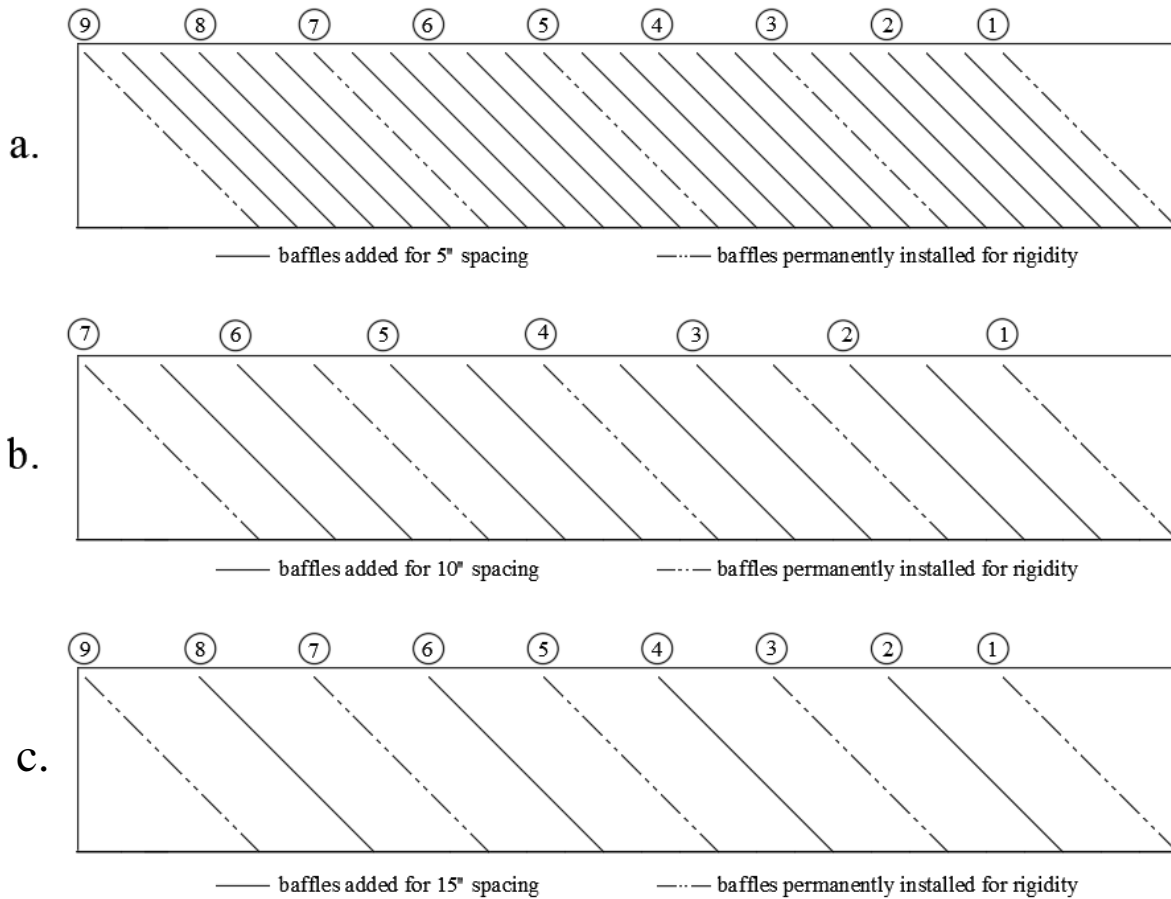 9 8 7 6 5 4 3 2 1
a.
baffles added for 5" spacing baffles permanently installed for rigidity
7 6 5 4 3 2 1
b.
baffles added for 10" spacing baffles permanently installed for rigidity
9 8 7 6 5 4 3 2 1
c.
baffles added for 15" spacing baffles permanently installed for rigidity